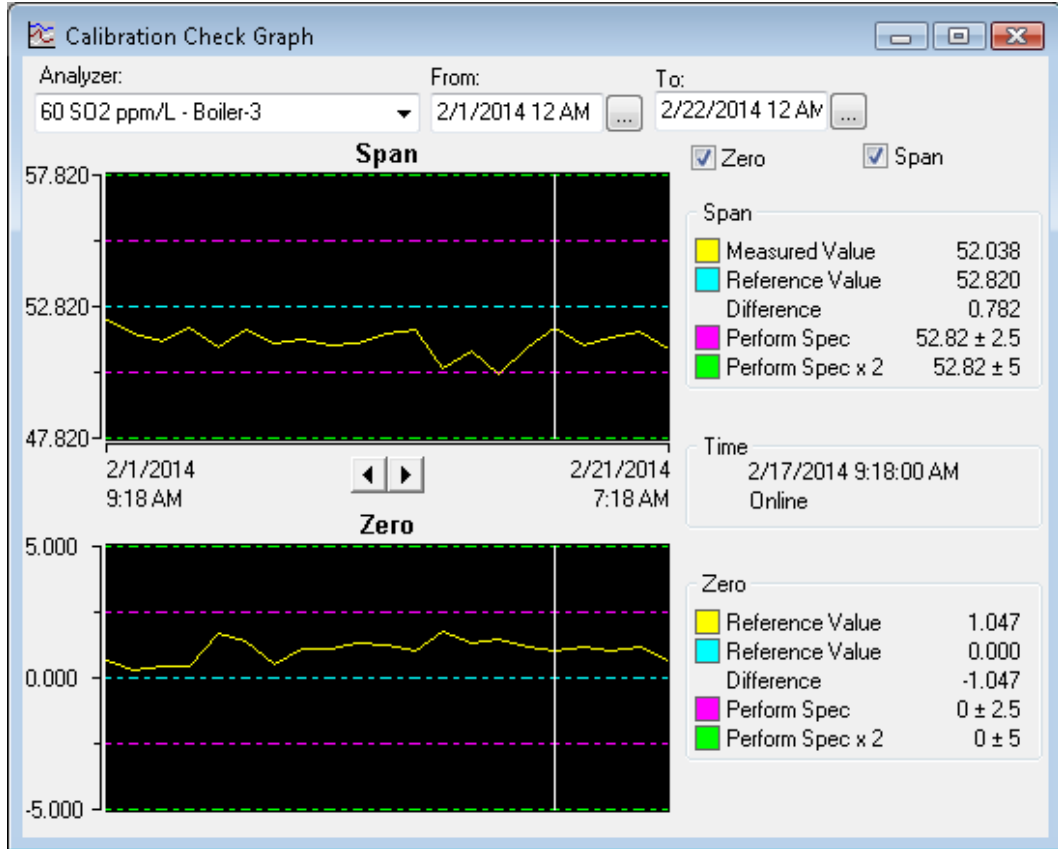 Calibration Check Graph
Analyzer:
From:
To:
60 SO2 ppm/L - Boiler-3
2/1/2014 12 AM
...
2/22/2014 12 AM
...
Span
Zero
Span
57.820
52.820
47.820
2/1/2014
9:18 AM
2/21/2014
7:18 AM
Span
Measured Value 52.038
Reference Value 52.820
Difference 0.782
Perform Spec 52.82 ± 2.5
Perform Spec x 2 52.82 ± 5
Time
2/17/2014 9:18:00 AM
Online
Zero
5.000
0.000
-5.000
Zero
Reference Value 1.047
Reference Value 0.000
Difference -1.047
Perform Spec 0 ± 2.5
Perform Spec x 2 0 ± 5